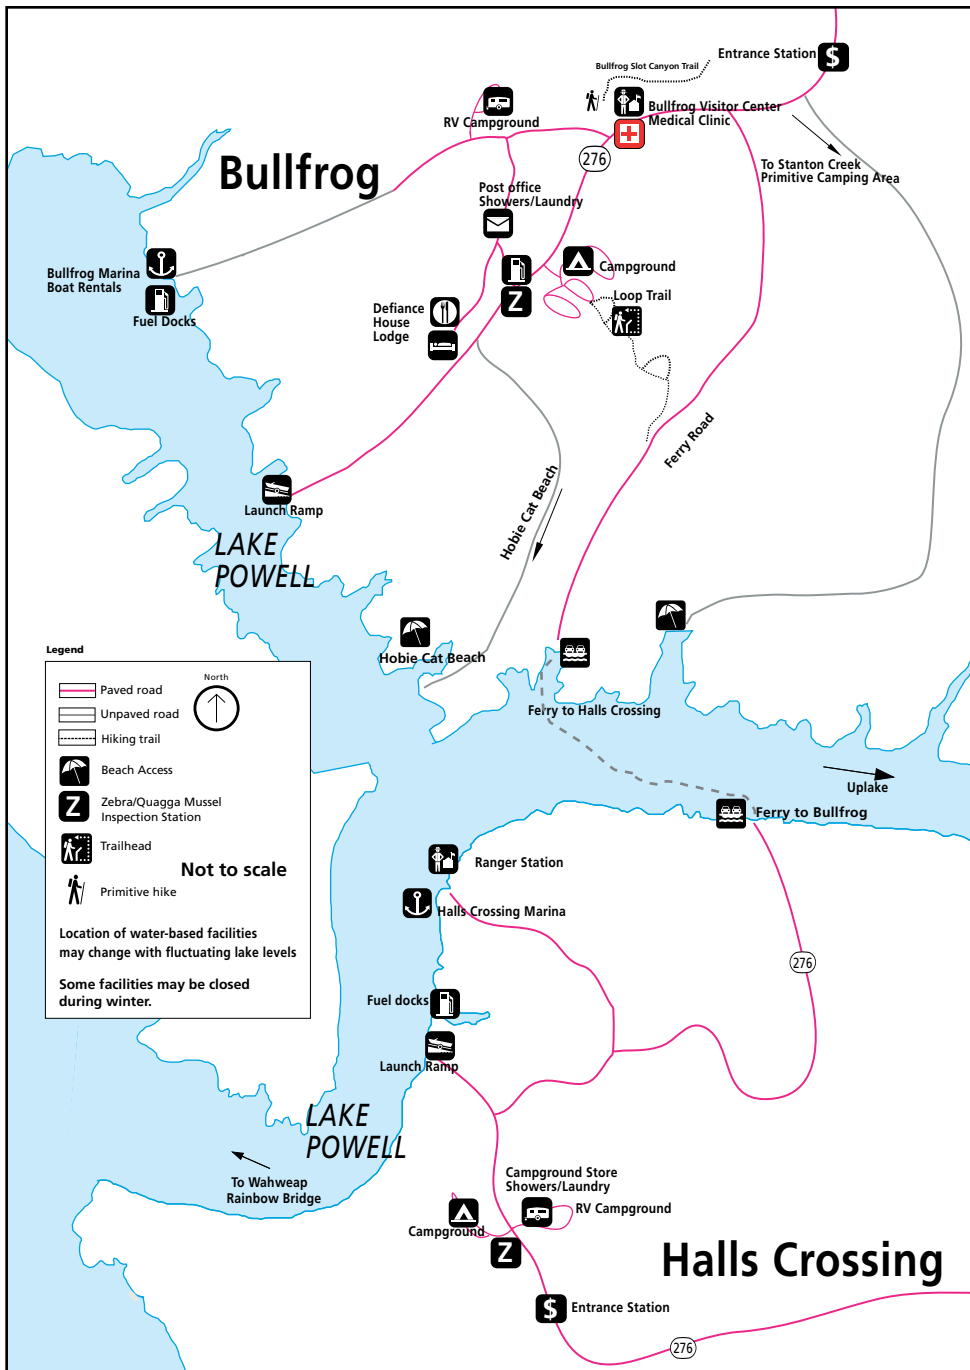 Entrance Station
$
Bullfrog Slot Canyon Trail
Bullfrog Visitor Center
Medical Clinic
RV Campground
276
Bullfrog
To Stanton Creek
Primitive Camping Area
Post office
Showers/Laundry
Campground
Bullfrog Marina
Boat Rentals
Fuel Docks
Z
Loop Trail
Defiance
House
Lodge
Ferry Road
Hobie Cat Beach
Launch Ramp
LAKE
POWELL
Hobie Cat Beach
Ferry to Halls Crossing
Legend
Paved road
North
Unpaved road
Hiking trail
Beach Access
Z
Zebra/Quagga Mussel
Inspection Station
Trailhead
Not to scale
Primitive hike
Location of water-based facilities
may change with fluctuating lake levels
Some facilities may be closed
during winter.
Uplake
Ferry to Bullfrog
Ranger Station
Halls Crossing Marina
276
Fuel docks
Launch Ramp
LAKE
POWELL
To Wahweap
Rainbow Bridge
Campground Store
Showers/Laundry
RV Campground
Campground
Z
Halls Crossing
$
Entrance Station
276